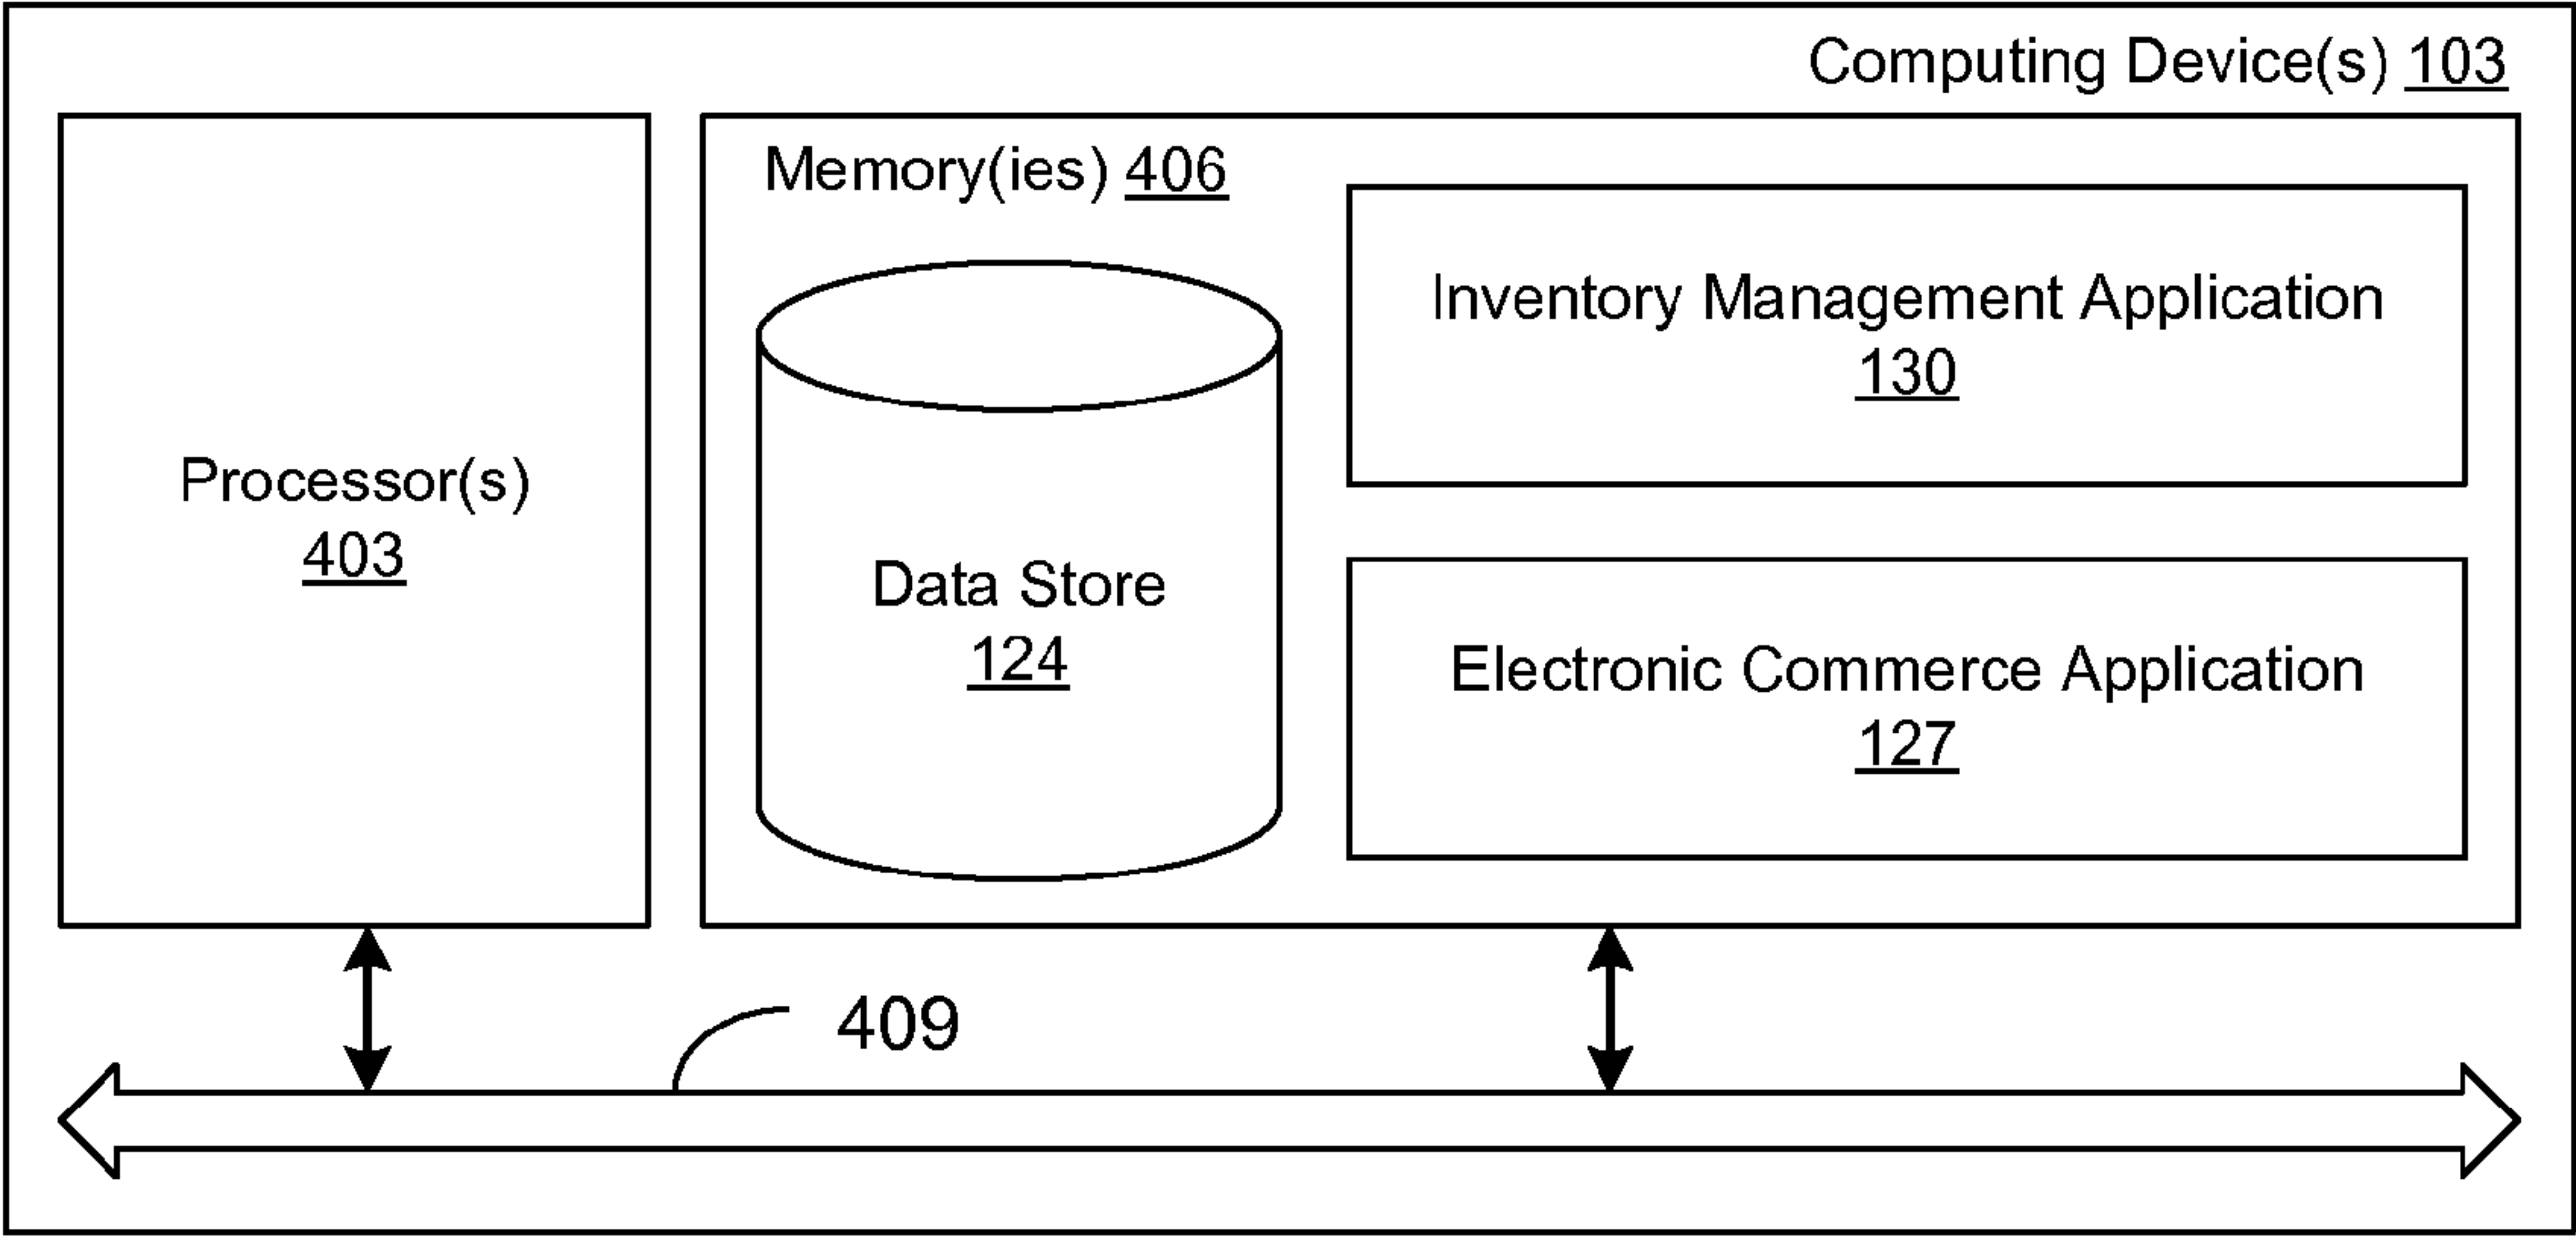 Computing Device(s) 103
Memory(ies) 406
Inventory Management Application
130
Processor(s)
403
Data Store
124
Electronic Commerce Application
127
409